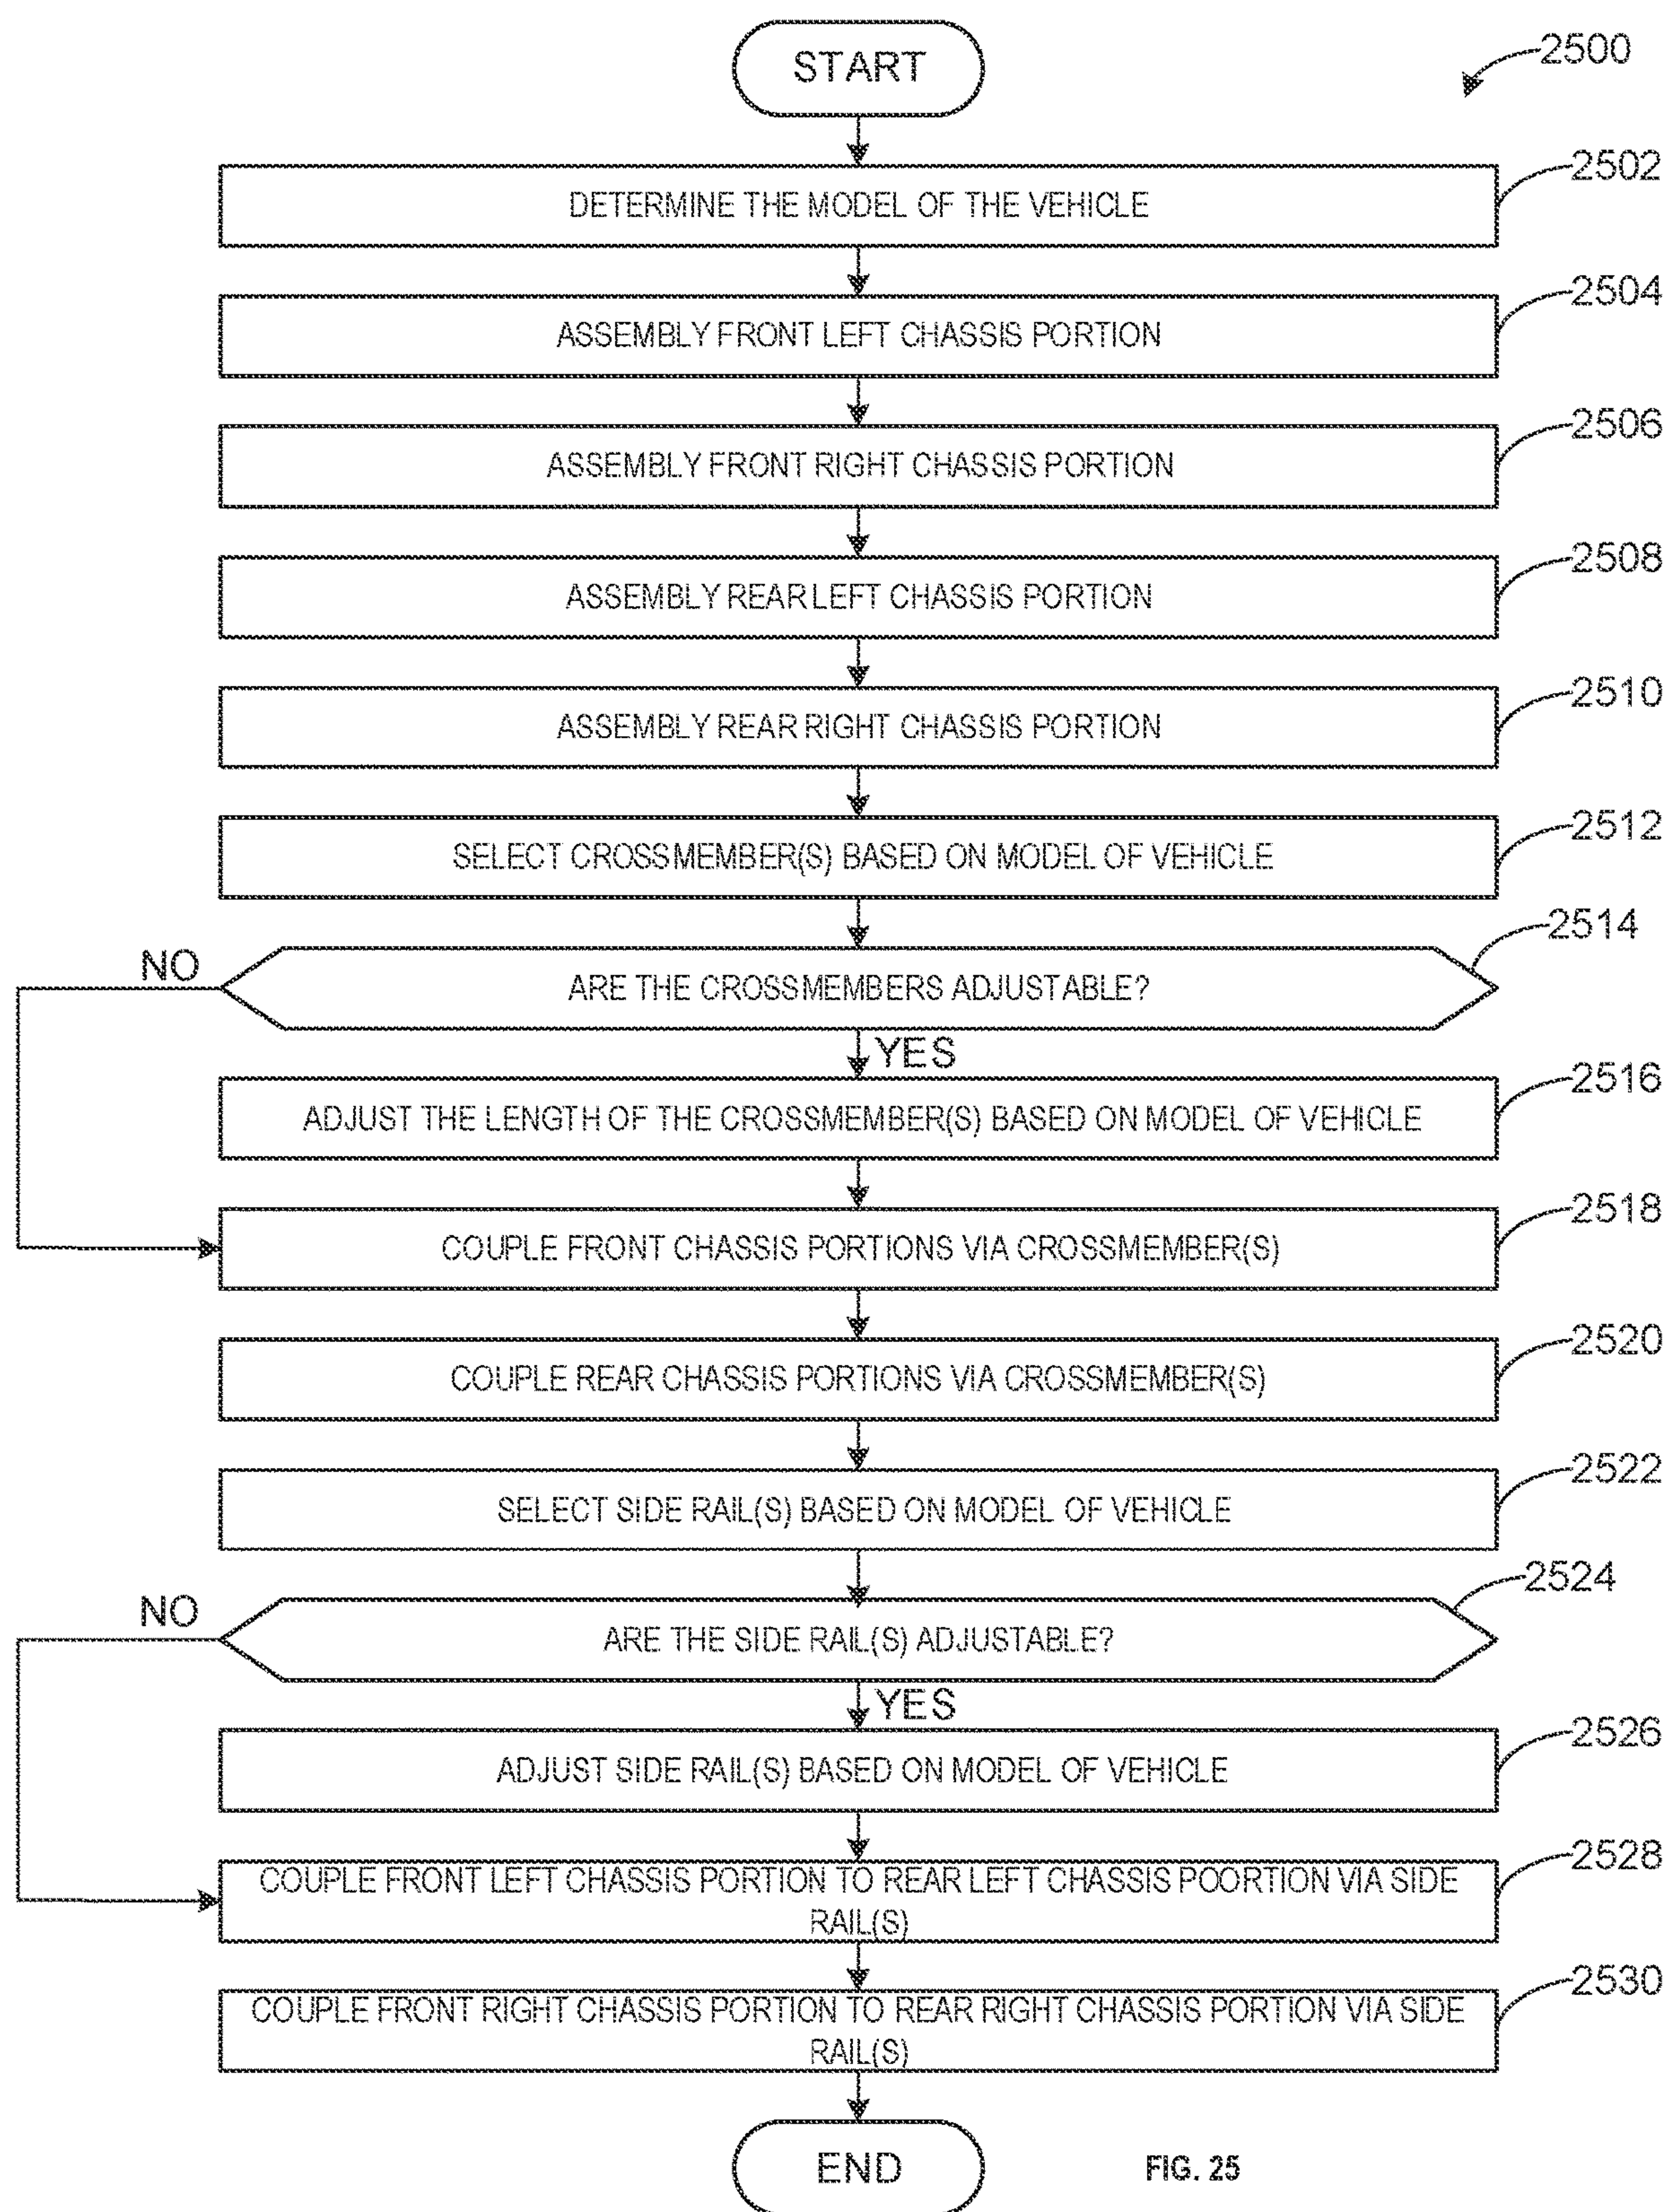 START
2500
2502
DETERMINE THE MODEL OF THE VEHICLE
2504
ASSEMBLY FRONT LEFT CHASSIS PORTION
2506
ASSEMBLY FRONT RIGHT CHASSIS PORTION
2508
ASSEMBLY REAR LEFT CHASSIS PORTION
2510
ASSEMBLY REAR RIGHT CHASSIS PORTION
2512
SELECT CROSSMEMBER(S) BASED ON MODEL OF VEHICLE
2514
NO
ARE THE CROSSMEMBERS ADJUSTABLE?
YES
2516
ADJUST THE LENGTH OF THE CROSSMEMBER(S) BASED ON MODEL OF VEHICLE
2518
COUPLE FRONT CHASSIS PORTIONS VIA CROSSMEMBER(S)
2520
COUPLE REAR CHASSIS PORTIONS VIA CROSSMEMBER(S)
2522
SELECT SIDE RAIL(S) BASED ON MODEL OF VEHICLE
2524
NO
ARE THE SIDE RAIL(S) ADJUSTABLE?
YES
2526
ADJUST SIDE RAIL(S) BASED ON MODEL OF VEHICLE
2528
COUPLE FRONT LEFT CHASSIS PORTION TO REAR LEFT CHASSIS POORTION VIA SIDE
RAIL(S)
2530
COUPLE FRONT RIGHT CHASSIS PORTION TO REAR RIGHT CHASSIS PORTION VIA SIDE
RAIL(S)
END
FIG. 25